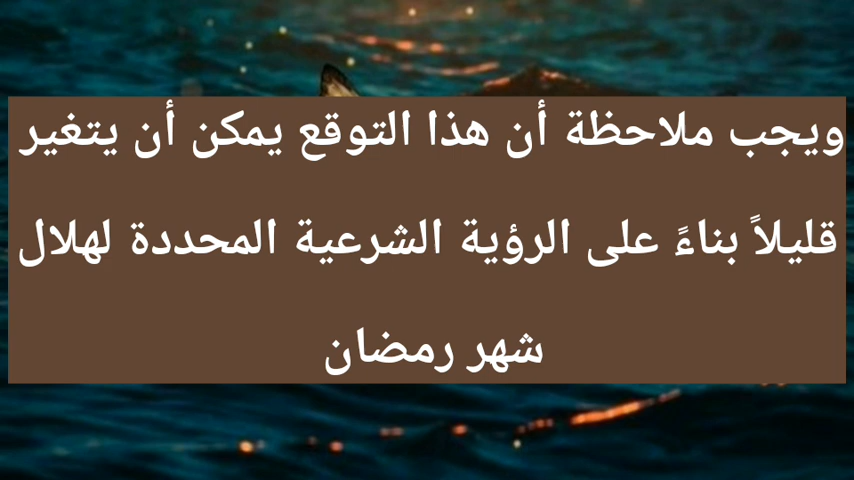 ويجب ملاحظة أن هذا التوقع يمكن أن يتغير
قليلاً بناءً على الرؤية الشرعية المحددة لهلال
شهر رمضان